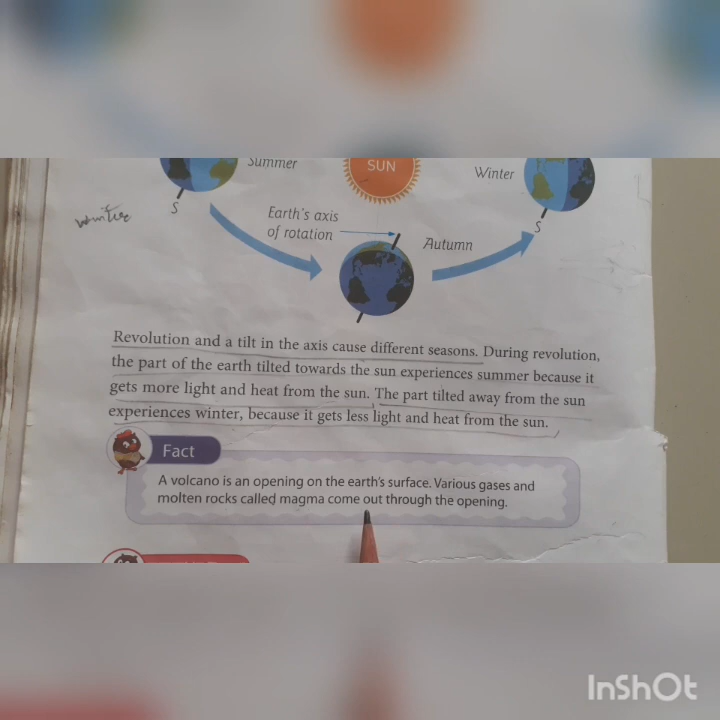 Summer
SUN
Winter
winter
S
Earth's axis
of rotation
Autumn
S
Revolution and a tilt in the axis cause different seasons. During revolution,
the part of the earth tilted towards the sun experiences summer because it
gets more light and heat from the sun. The part tilted away from the sun
experiences winter, because it gets less light and heat from the sun.
Fact
A volcano is an opening on the earth's surface. Various gases and
molten rocks called magma come out through the opening.
InShOt